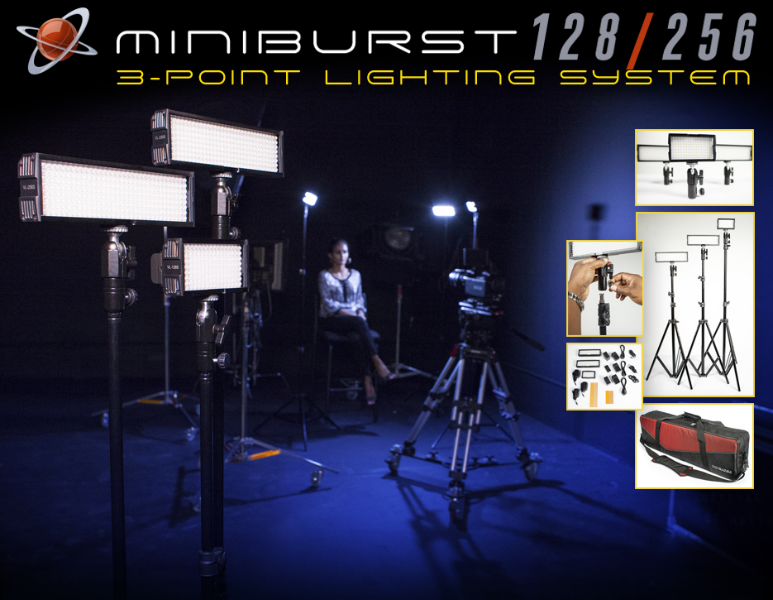 MINIBURST 128/256
3-POINT LIGHTING SYSTEM